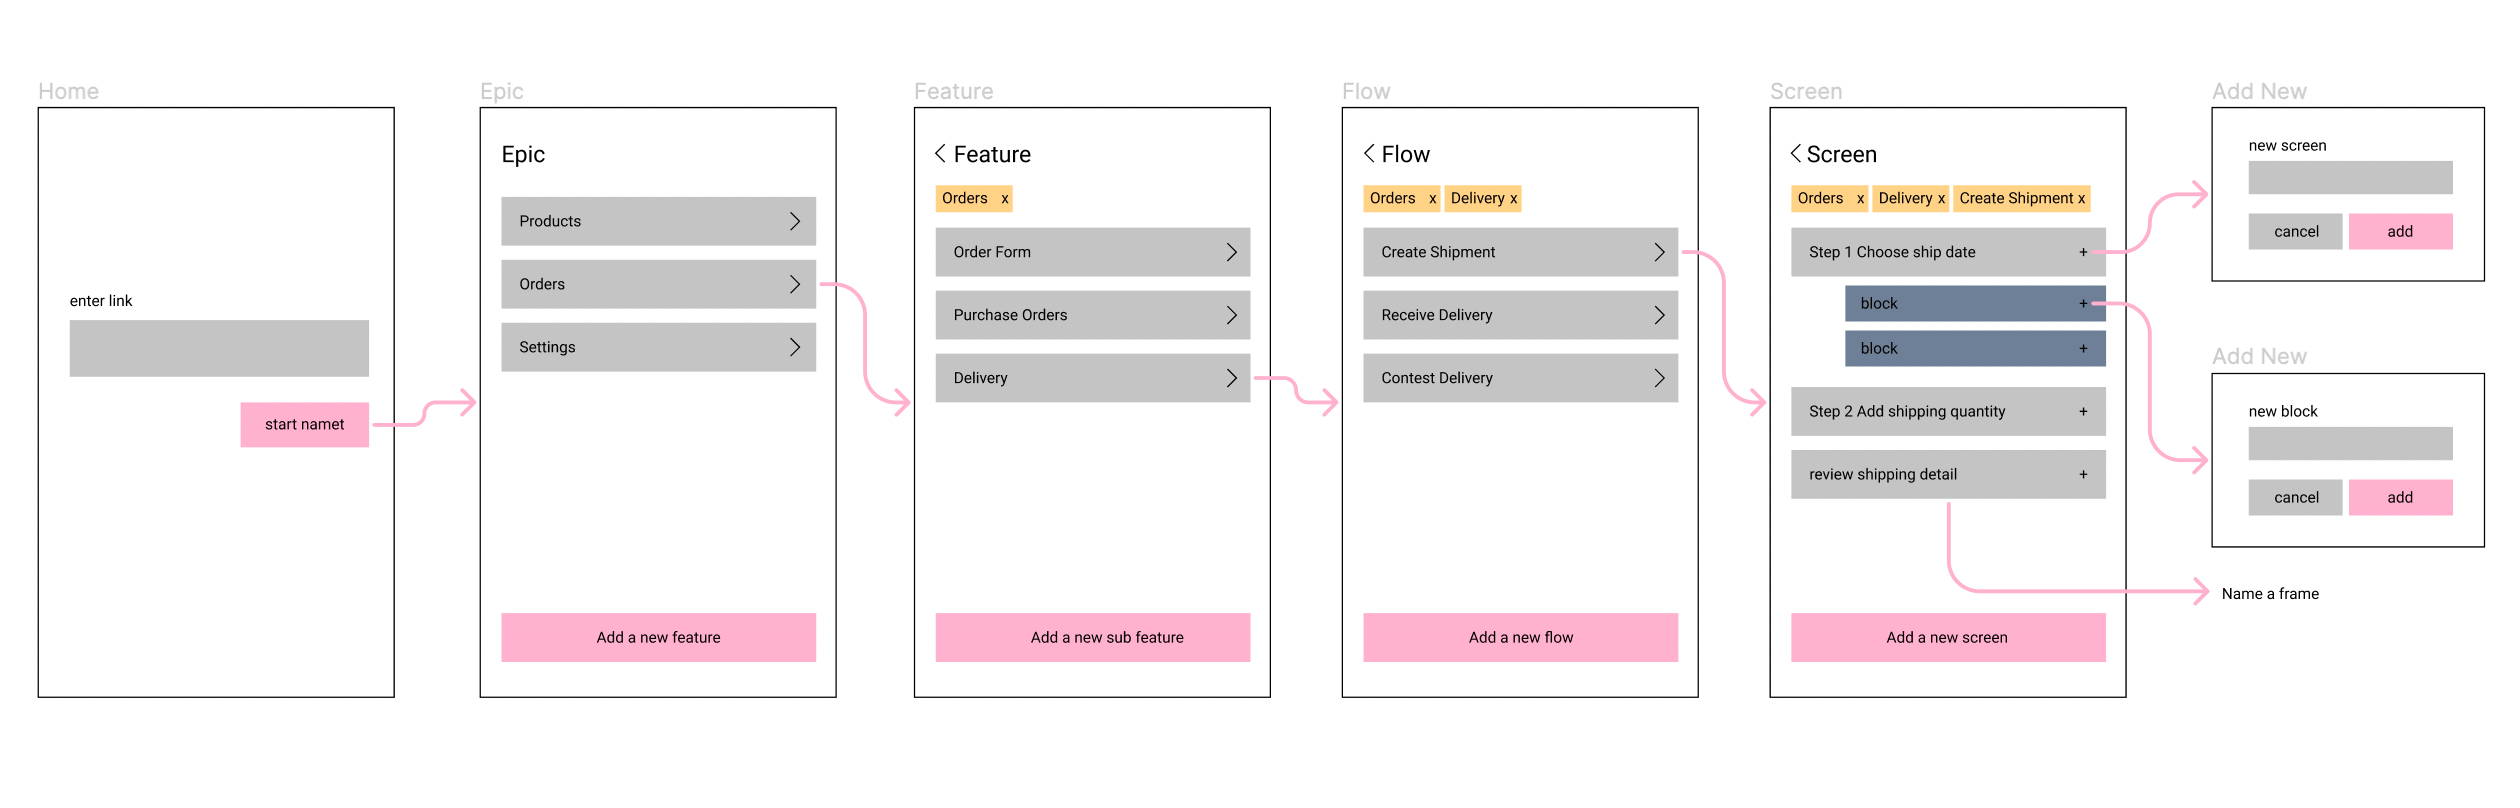 Home
enter link
start namet
Epic
Epic
Products
Orders
Settings
Add a new feature
Feature
Feature
Orders x
Order Form
Purchase Orders
Delivery
Add a new sub feature
Flow
Flow
Orders x Delivery x
Create Shipment
Receive Delivery
Contest Delivery
Add a new flow
Screen
Screen
Orders x Delivery x Create Shipment x
Step 1 Choose ship date +
block +
block +
Step 2 Add shipping quantity +
review shipping detail +
Add a new screen
Add New
new screen
cancel add
Add New
new block
cancel add
Name a frame